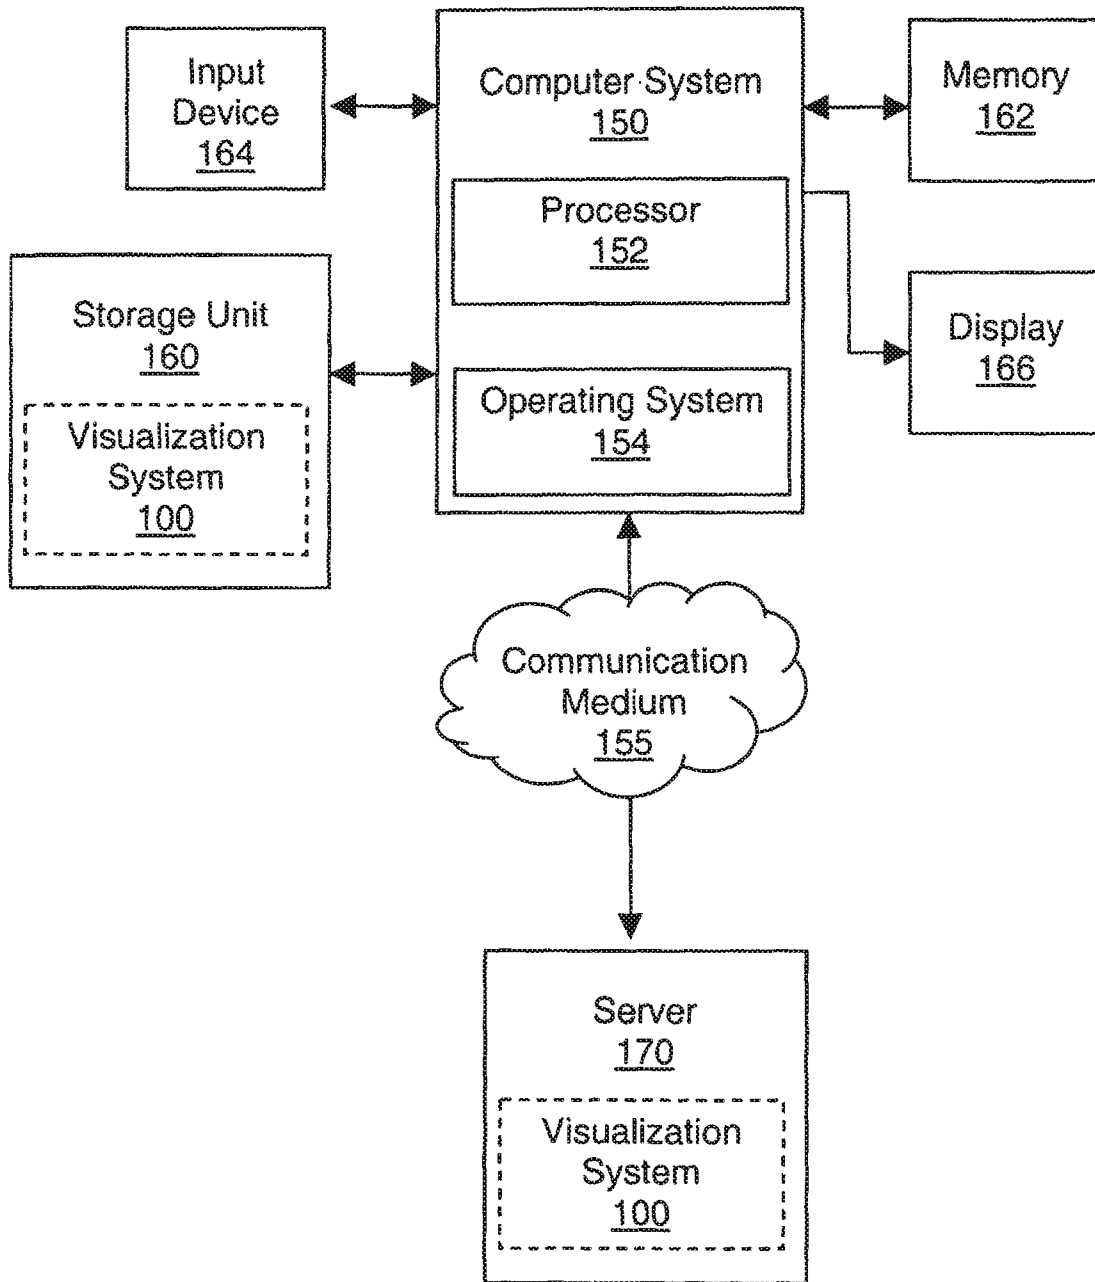 Input
Device
164
Computer System
150
Processor
152
Operating System
154
Memory
162
Display
166
Storage Unit
160
Visualization
System
100
Communication
Medium
155
Server
170
Visualization
System
100